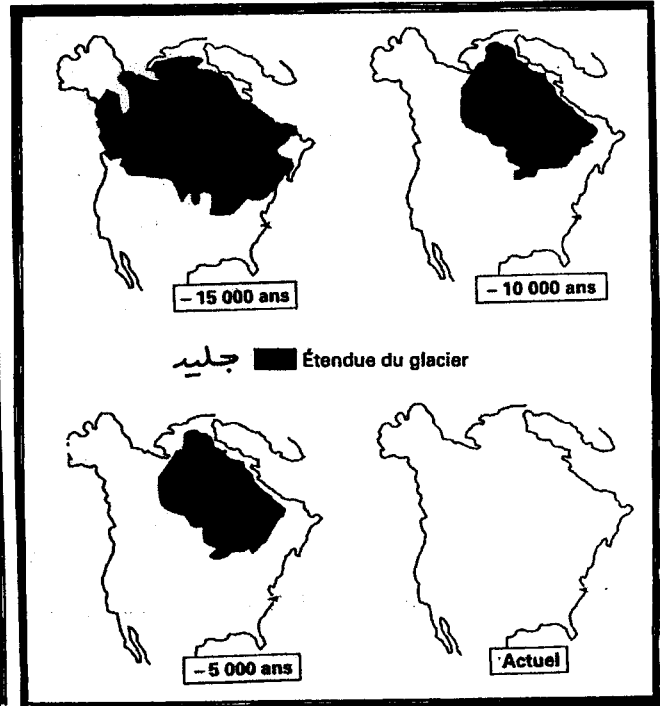 – 15 000 ans
– 10 000 ans
جليد Étendue du glacier
– 5 000 ans
Actuel